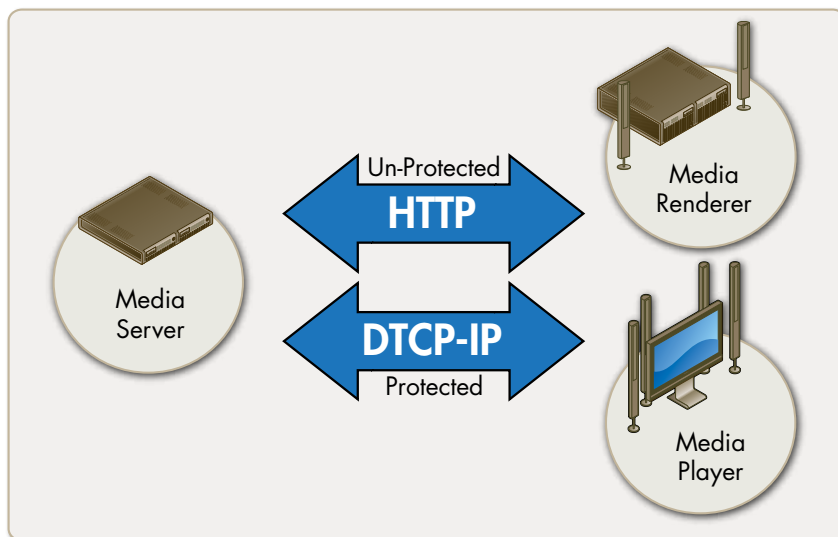 Un-Protected
HTTP
Media
Renderer
Media
Server
DTCP-IP
Protected
Media
Player